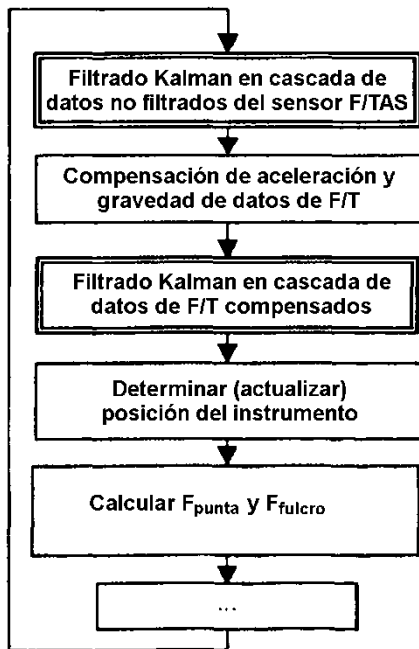 Filtrado Kalman en cascada de
datos no filtrados del sensor F/TAS
Compensación de aceleración y
gravedad de datos de F/T
Filtrado Kalman en cascada de
datos de F/T compensados
Determinar (actualizar)
posición del instrumento
Calcular Fpunta y Ffulcro
...